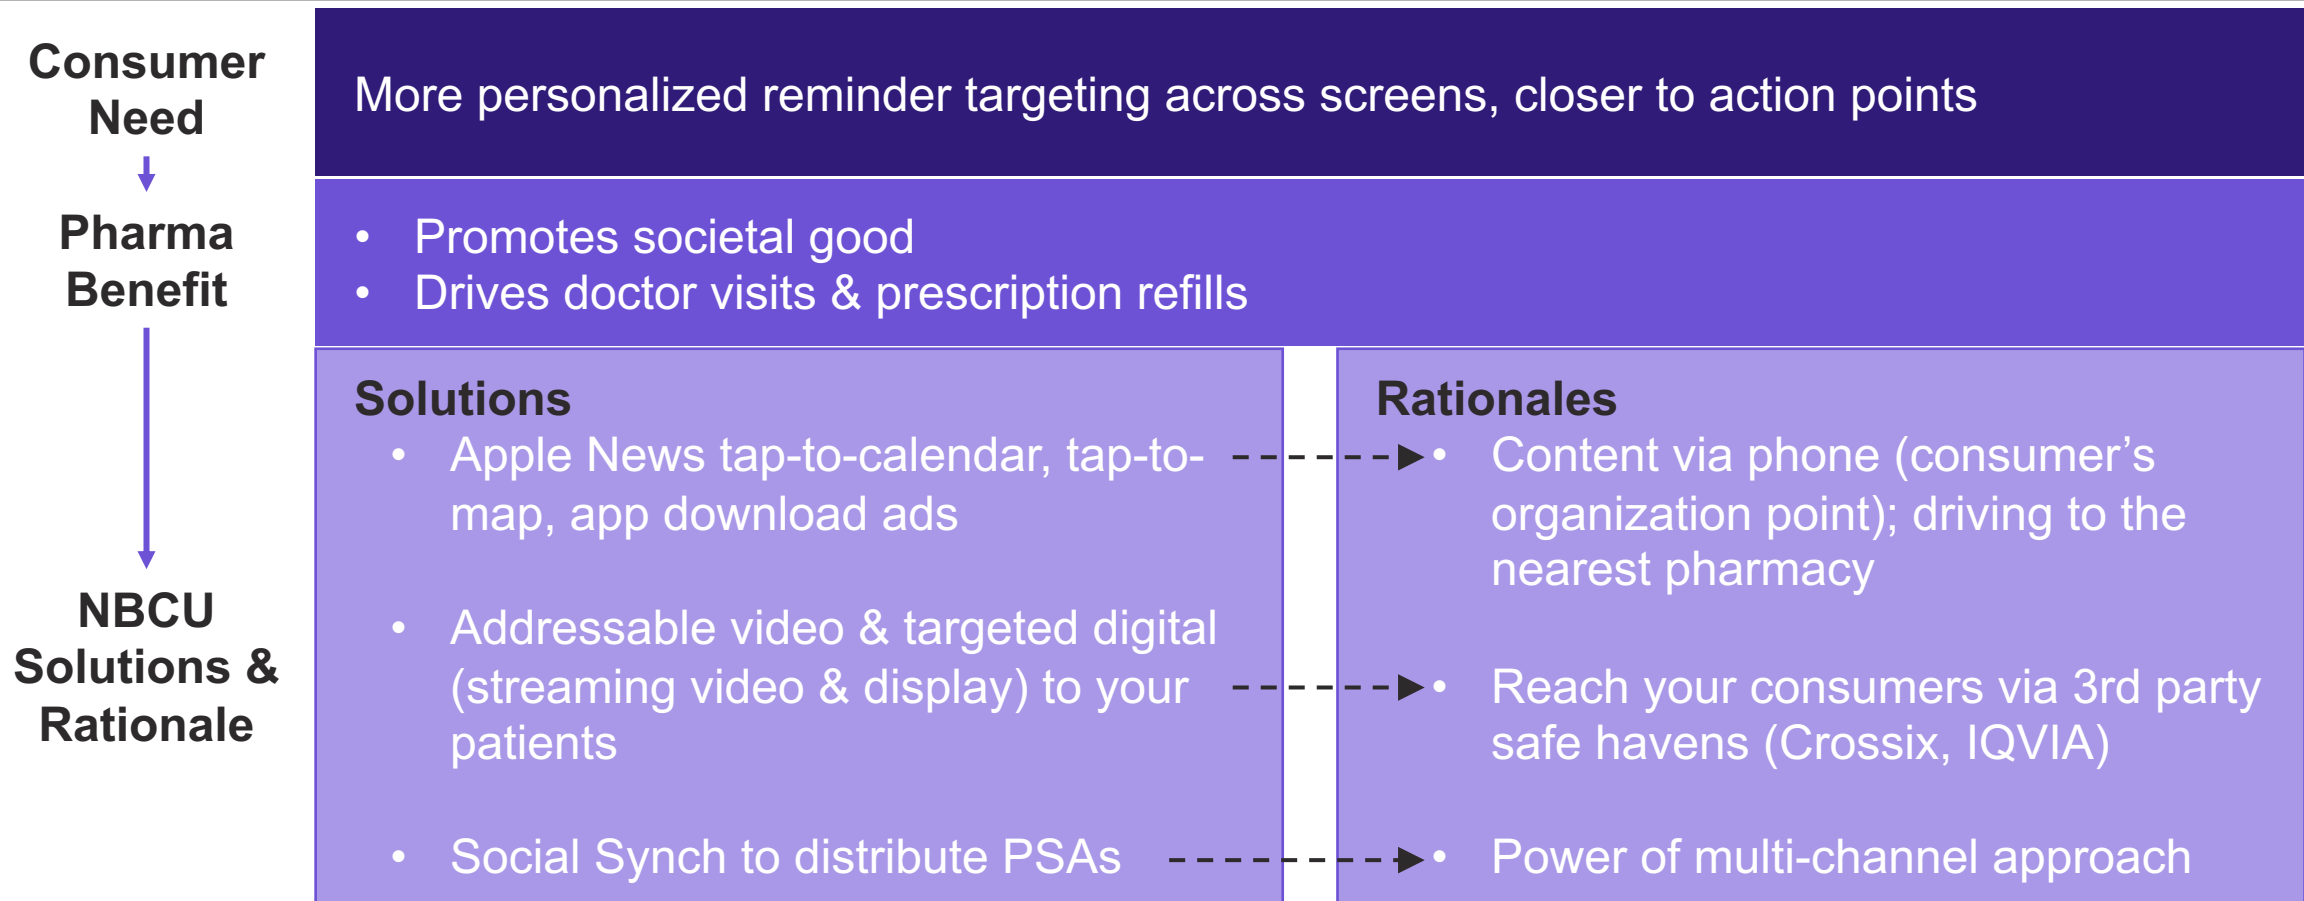 Consumer
Need
More personalized reminder targeting across screens, closer to action points
Pharma
Benefit
• Promotes societal good
• Drives doctor visits & prescription refills
NBCU
Solutions &
Rationale
Solutions
• Apple News tap-to-calendar, tap-to-
map, app download ads
• Addressable video & targeted digital
(streaming video & display) to your
patients
• Social Synch to distribute PSAs
Rationales
• Content via phone (consumer’s
organization point); driving to the
nearest pharmacy
• Reach your consumers via 3rd party
safe havens (Crossix, IQVIA)
• Power of multi-channel approach